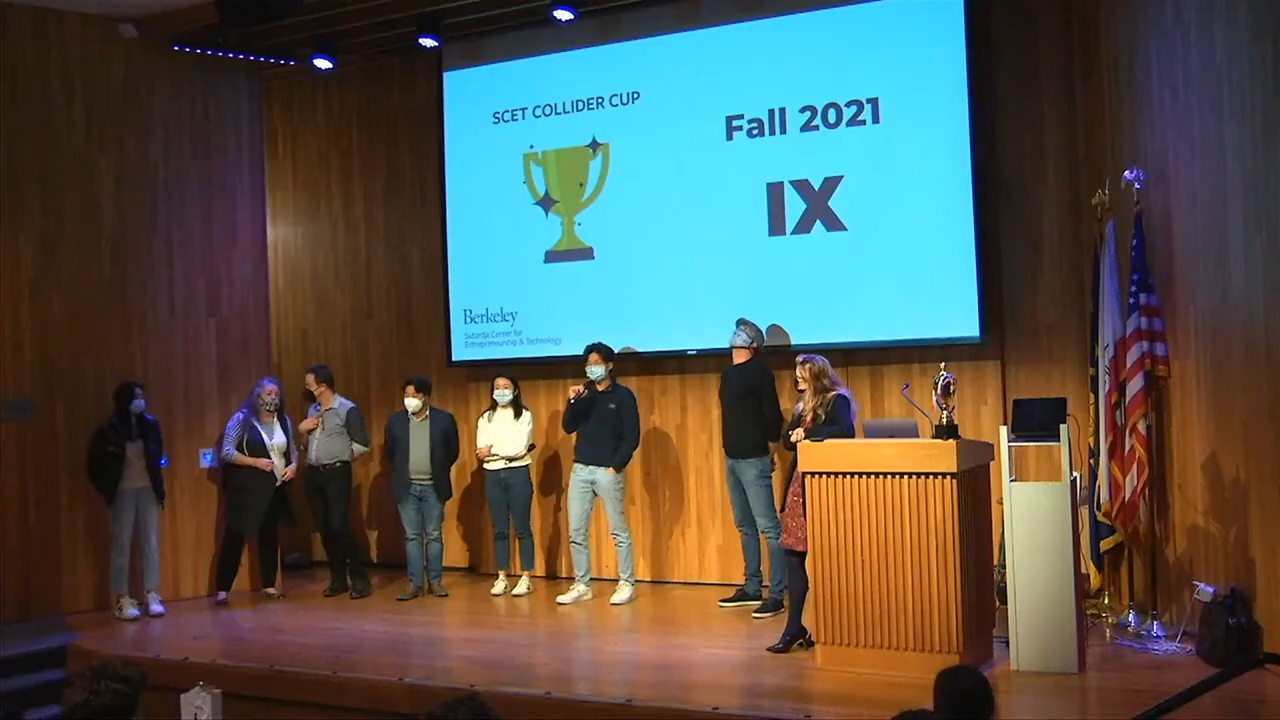 SCET COLLIDER CUP
Fall 2021
IX
Berkeley
Sutardja Center for
Entrepreneurship & Technology